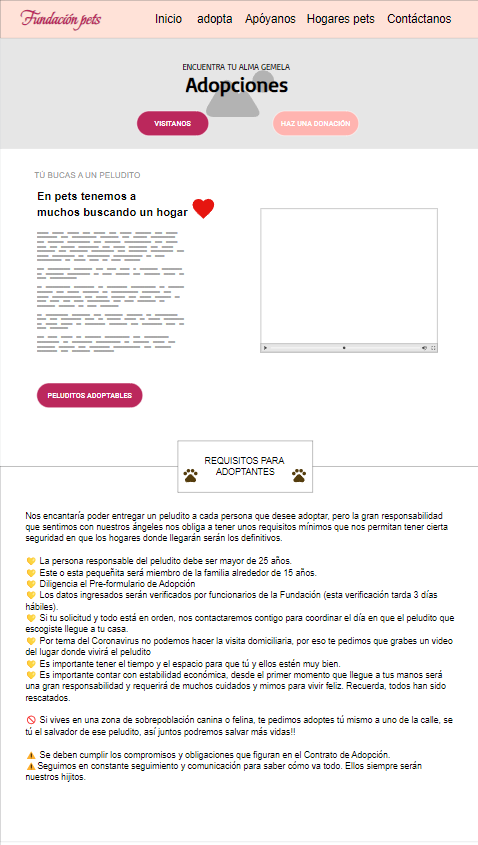 Fundación pets
Inicio adopta Apóyanos Hogares pets Contáctanos
ENCUENTRA TU ALMA GEMELA
Adopciones
VISITANOS HAZ UNA DONACIÓN
TÚ BUCAS A UN PELUDITO
En pets tenemos a
muchos buscando un hogar
PELUDITOS ADOPTABLES
REQUISITOS PARA
ADOPTANTES
Nos encantaría poder entregar un peludito a cada persona que desee adoptar, pero la gran responsabilidad
que sentimos con nuestros ángeles nos obliga a tener unos requisitos mínimos que nos permitan tener cierta
seguridad en que los hogares donde llegarán serán los definitivos.
💛 La persona responsable del peludito debe ser mayor de 25 años.
💛 Este o esta pequeñita será miembro de la familia alrededor de 15 años.
💛 Diligencia el Pre-formulario de Adopción
💛 Los datos ingresados serán verificados por funcionarios de la Fundación (esta verificación tarda 3 días
hábiles).
💛 Si tu solicitud y todo está en orden, nos contactaremos contigo para coordinar el día en que el peludito que
escogiste llegue a tu casa.
💛 Por tema del Coronavirus no podemos hacer la visita domiciliaria, por eso te pedimos que grabes un video
del lugar donde vivirá el peludito
💛 Es importante tener el tiempo y el espacio para que tú y ellos estén muy bien.
💛 Es importante contar con estabilidad económica, desde el primer momento que llegue a tus manos será
una gran responsabilidad y requerirá de muchos cuidados y mimos para vivir feliz. Recuerda, todos han sido
rescatados.
🚫 Si vives en una zona de sobrepoblación canina o felina, te pedimos adoptes tú mismo a uno de la calle, se
tú el salvador de ese peludito, así juntos podremos salvar más vidas!!
⚠️ Se deben cumplir los compromisos y obligaciones que figuran en el Contrato de Adopción.
⚠️Seguimos en constante seguimiento y comunicación para saber cómo va todo. Ellos siempre serán
nuestros hijitos.